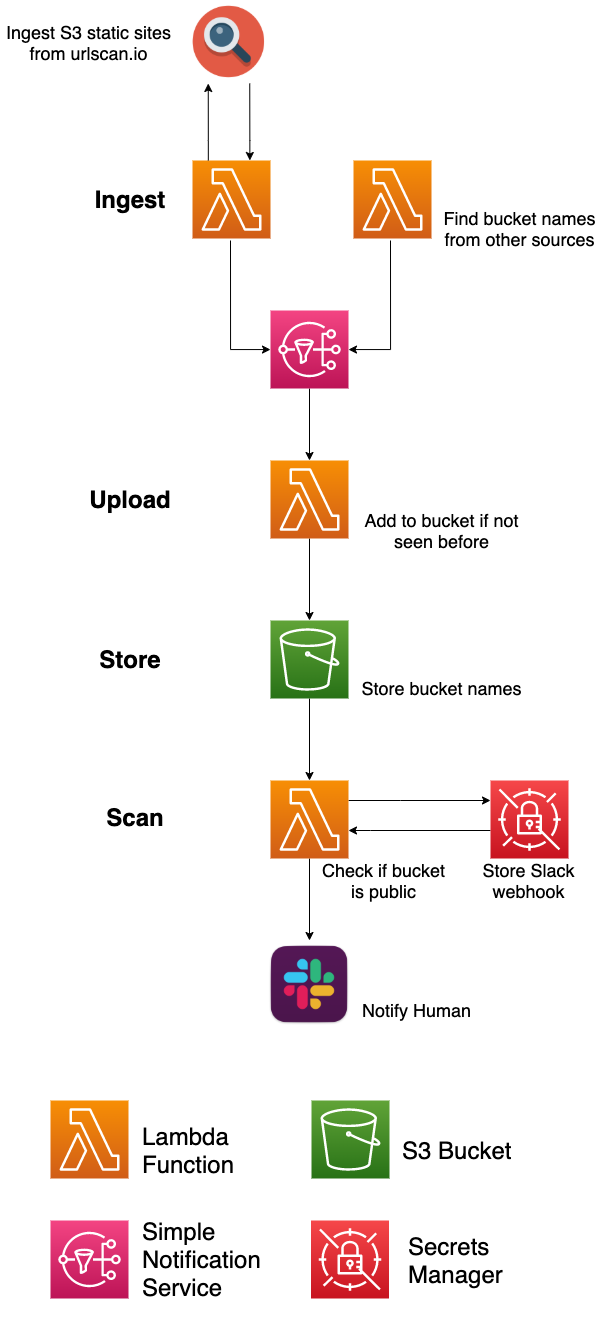 Ingest S3 static sites
from urlscan.io
Ingest
Find bucket names
from other sources
Upload
Add to bucket if not
seen before
Store
Store bucket names
Scan
Check if bucket
is public
Store Slack
webhook
Notify Human
Lambda
Function
S3 Bucket
Simple
Notification
Service
Secrets
Manager